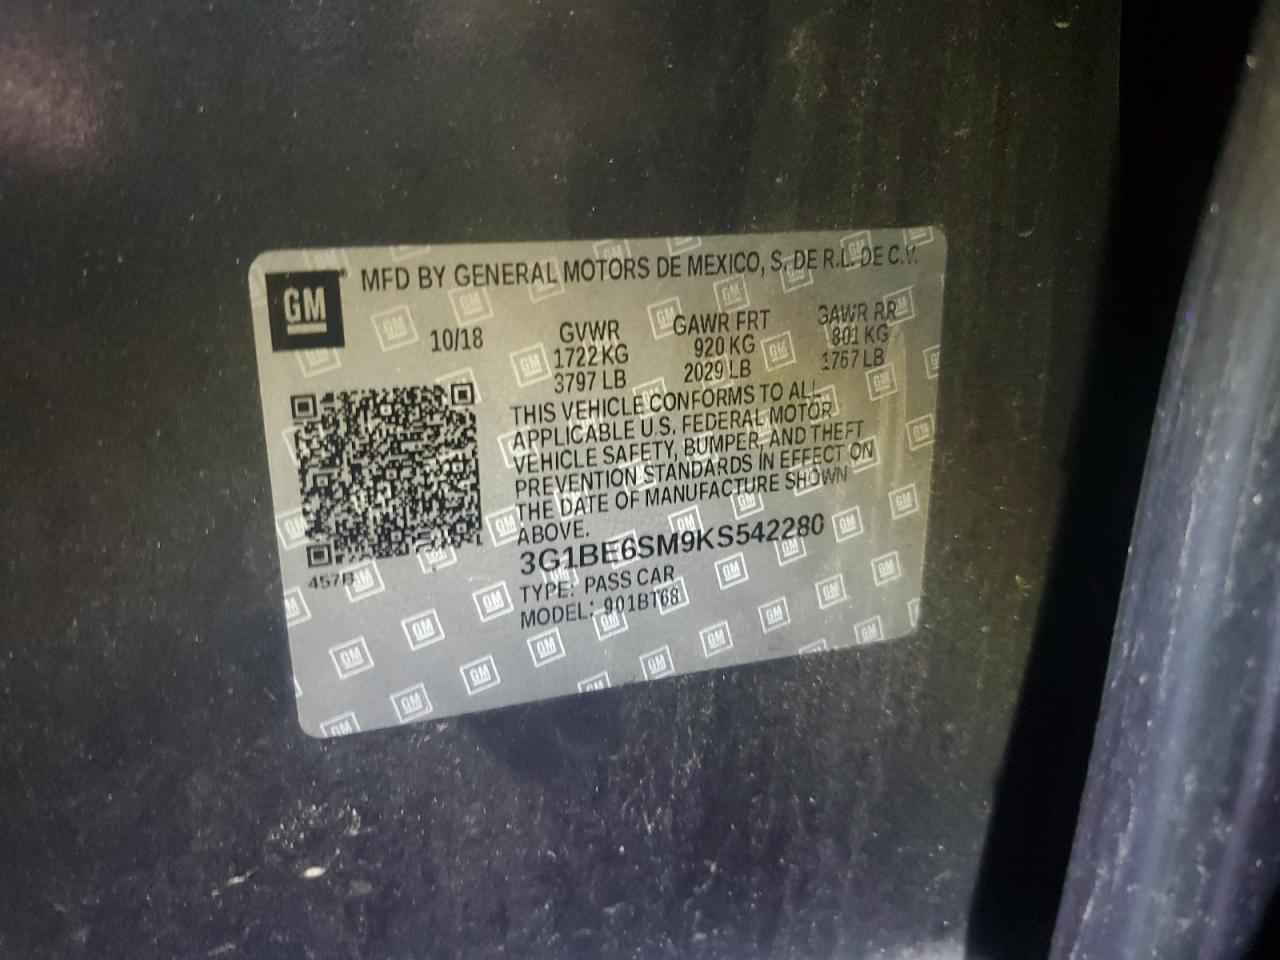 GM
MFD BY GENERAL MOTORS DE MEXICO, S. DE R.L. DE C.V.
10/18
GVWR GAWR FRT GAWR RR
1722 KG 920 KG 801 KG
3797 LB 2029 LB 1767 LB
THIS VEHICLE CONFORMS TO ALL
APPLICABLE U.S. FEDERAL MOTOR
VEHICLE SAFETY, BUMPER, AND THEFT
PREVENTION STANDARDS IN EFFECT ON
THE DATE OF MANUFACTURE SHOWN
ABOVE.
3G1BE6SM9KS542280
457B
TYPE: PASS CAR
MODEL: 901BT68